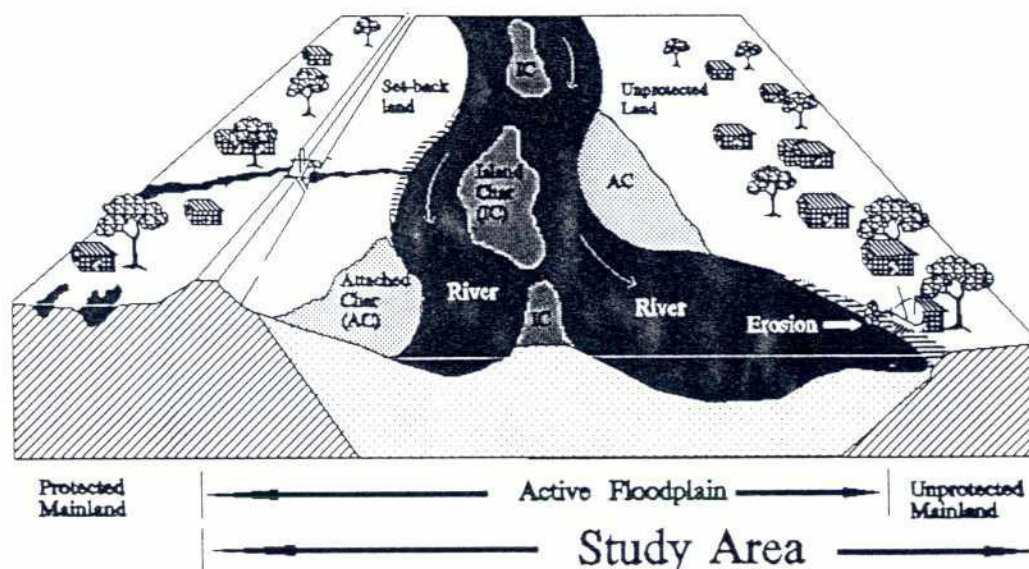 IC
Set-back
land
Unprotected
Land
Island
Char
(IC)
AC
Attached
Char
(AC)
River
IC
River
Erosion
Protected
Mainland
Active Floodplain
Unprotected
Mainland
Study Area